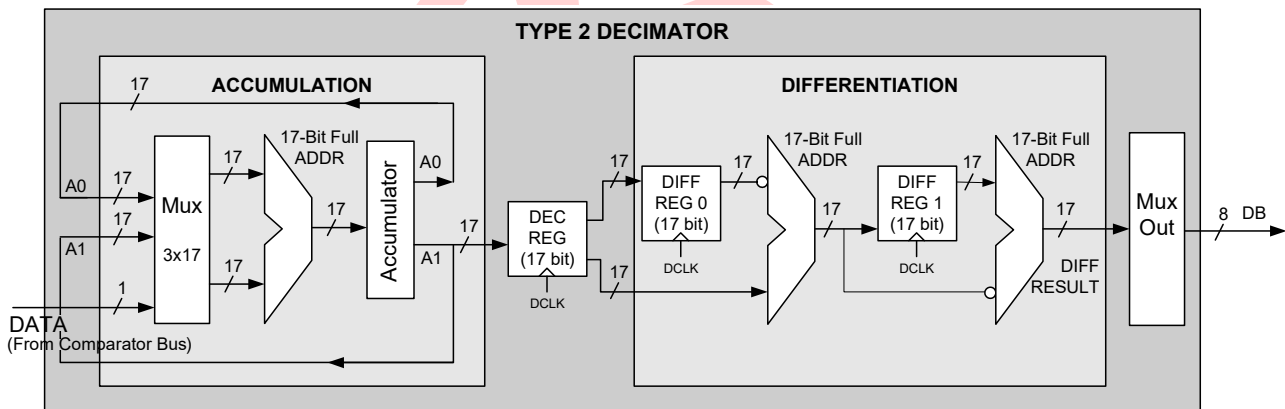 TYPE 2 DECIMATOR
ACCUMULATION
17
A0
17
17
A1
1
DATA
(From Comparator Bus)
Mux
3x17
17
17
17-Bit Full
ADDR
17
Accumulator
A0
A1
17
DEC
REG
(17 bit)
DCLK
17
17
DIFFERENTIATION
DIFF
REG 0
(17 bit)
DCLK
17
17-Bit Full
ADDR
17
DIFF
REG 1
(17 bit)
DCLK
17
17-Bit Full
ADDR
17
DIFF
RESULT
Mux
Out
8
DB